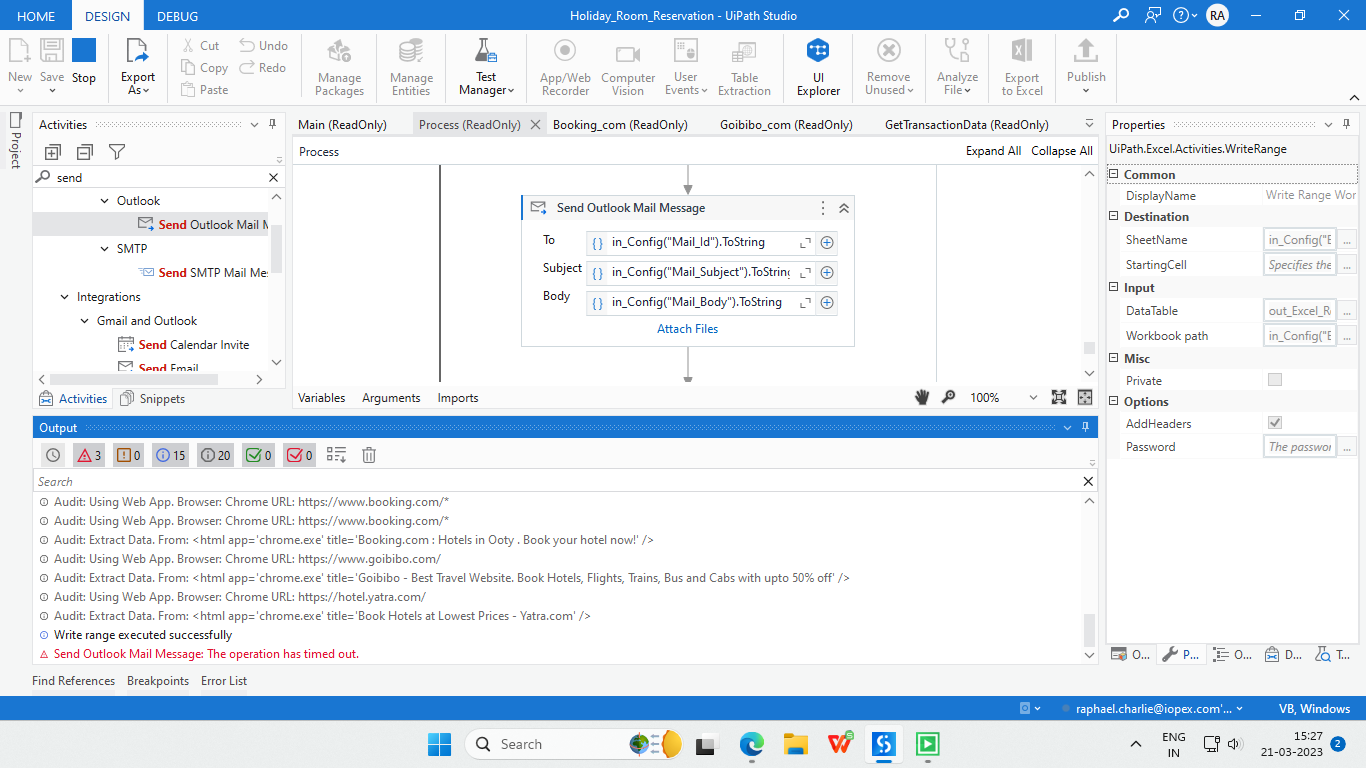 HOME DESIGN DEBUG Holiday_Room_Reservation - UiPath Studio RA
New Save Stop Export As Cut Copy Paste Undo Redo Manage Packages Manage Entities Test Manager App/Web Recorder Computer Vision User Events Table Extraction UI Explorer Remove Unused Analyze File Export to Excel Publish
Project
Activities
send
Outlook
Send Outlook Mail M
SMTP
Send SMTP Mail Mes
Integrations
Gmail and Outlook
Send Calendar Invite
Send Email
Activities Snippets
Main (ReadOnly) Process (ReadOnly) Booking_com (ReadOnly) Goibibo_com (ReadOnly) GetTransactionData (ReadOnly)
Process Expand All Collapse All
Send Outlook Mail Message
To { } in_Config("Mail_Id").ToString
Subject { } in_Config("Mail_Subject").ToString
Body { } in_Config("Mail_Body").ToString
Attach Files
Variables Arguments Imports 100%
Properties
UiPath.Excel.Activities.WriteRange
Common
DisplayName Write Range Wor
Destination
SheetName in_Config("E ...
StartingCell Specifies the ...
Input
DataTable out_Excel_R ...
Workbook path in_Config("E ...
Misc
Private
Options
AddHeaders
Password The passwor ...
O... P... O... D... T...
Output
3 0 15 20 0 0
Search
Audit: Using Web App. Browser: Chrome URL: https://www.booking.com/*
Audit: Using Web App. Browser: Chrome URL: https://www.booking.com/*
Audit: Extract Data. From: <html app='chrome.exe' title='Booking.com : Hotels in Ooty . Book your hotel now!' />
Audit: Using Web App. Browser: Chrome URL: https://www.goibibo.com/
Audit: Extract Data. From: <html app='chrome.exe' title='Goibibo - Best Travel Website. Book Hotels, Flights, Trains, Bus and Cabs with upto 50% off' />
Audit: Using Web App. Browser: Chrome URL: https://hotel.yatra.com/
Audit: Extract Data. From: <html app='chrome.exe' title='Book Hotels at Lowest Prices - Yatra.com' />
Write range executed successfully
Send Outlook Mail Message: The operation has timed out.
Find References Breakpoints Error List
raphael.charlie@iopex.com'... VB, Windows
Search
ENG
IN
15:27
21-03-2023
2